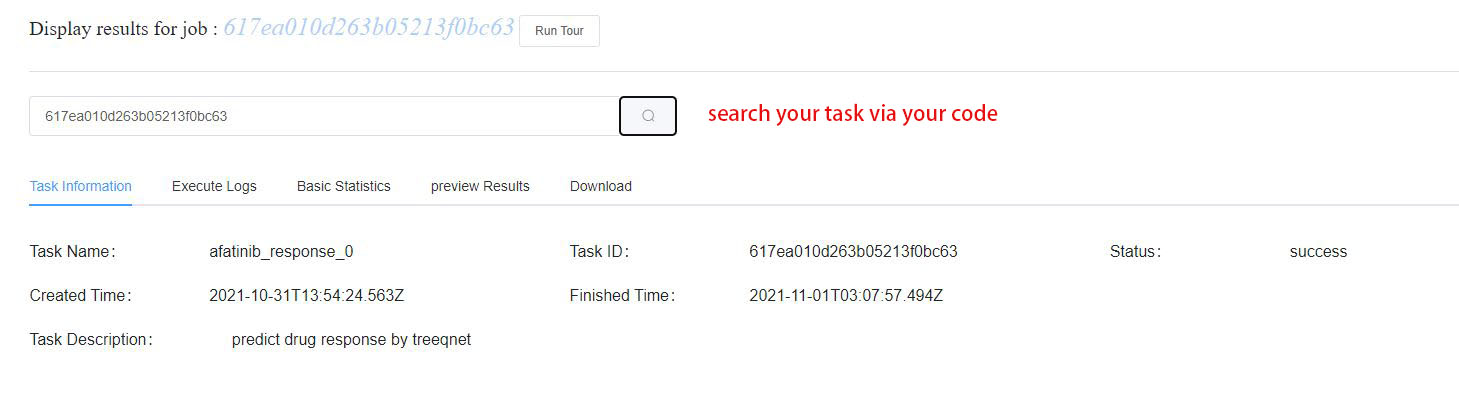 Display results for job : 617ea010d263b05213f0bc63 Run Tour
617ea010d263b05213f0bc63 search your task via your code
Task Information Execute Logs Basic Statistics preview Results Download
Task Name: afatinib_response_0 Task ID: 617ea010d263b05213f0bc63 Status: success
Created Time: 2021-10-31T13:54:24.563Z Finished Time: 2021-11-01T03:07:57.494Z
Task Description: predict drug response by treeqnet